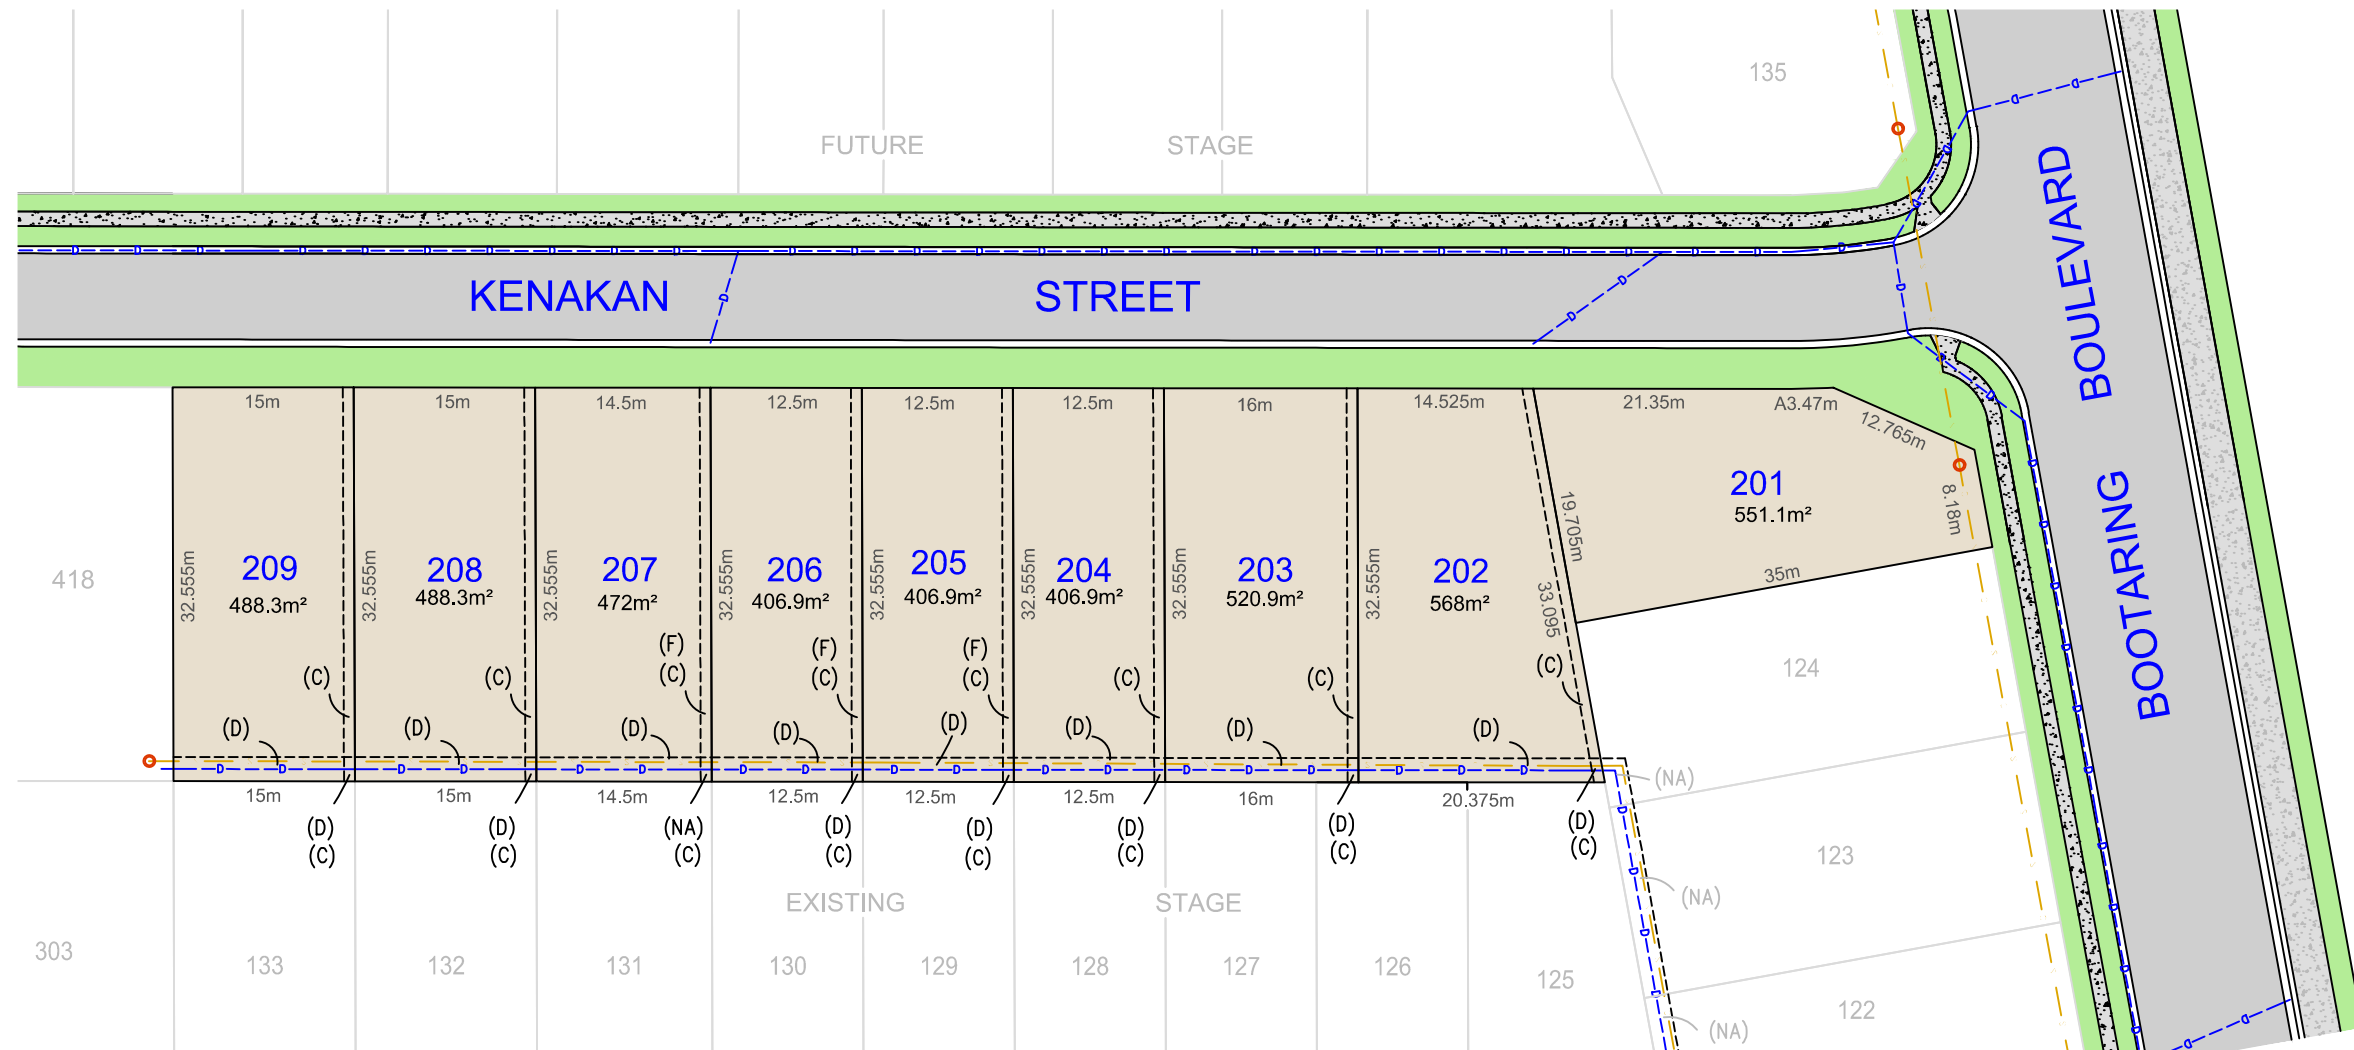 135
FUTURE STAGE
KENAKAN STREET
BOOTARING BOULEVARD
15m
15m
14.5m
12.5m
12.5m
12.5m
16m
14.525m
21.35m
A3.47m
12.765m
8.18m
35m
19.705m
33.095
201
551.1m²
418
32.555m
209
488.3m²
32.555m
208
488.3m²
32.555m
207
472m²
32.555m
206
406.9m²
32.555m
205
406.9m²
32.555m
204
406.9m²
32.555m
203
520.9m²
32.555m
202
568m²
124
(F)
(C)
(F)
(C)
(F)
(C)
(C)
(C)
(C)
(C)
(C)
(D)
(D)
(D)
(D)
(D)
(D)
(D)
(D)
D D D D D D D D D D D D D D D D D D D D D D
15m
15m
14.5m
12.5m
12.5m
12.5m
16m
20.375m
(NA)
(D)
(C)
(D)
(C)
(NA)
(C)
(D)
(C)
(D)
(C)
(D)
(C)
(D)
(C)
(D)
(C)
123
(NA)
EXISTING STAGE
303
133
132
131
130
129
128
127
126
125
122
(NA)